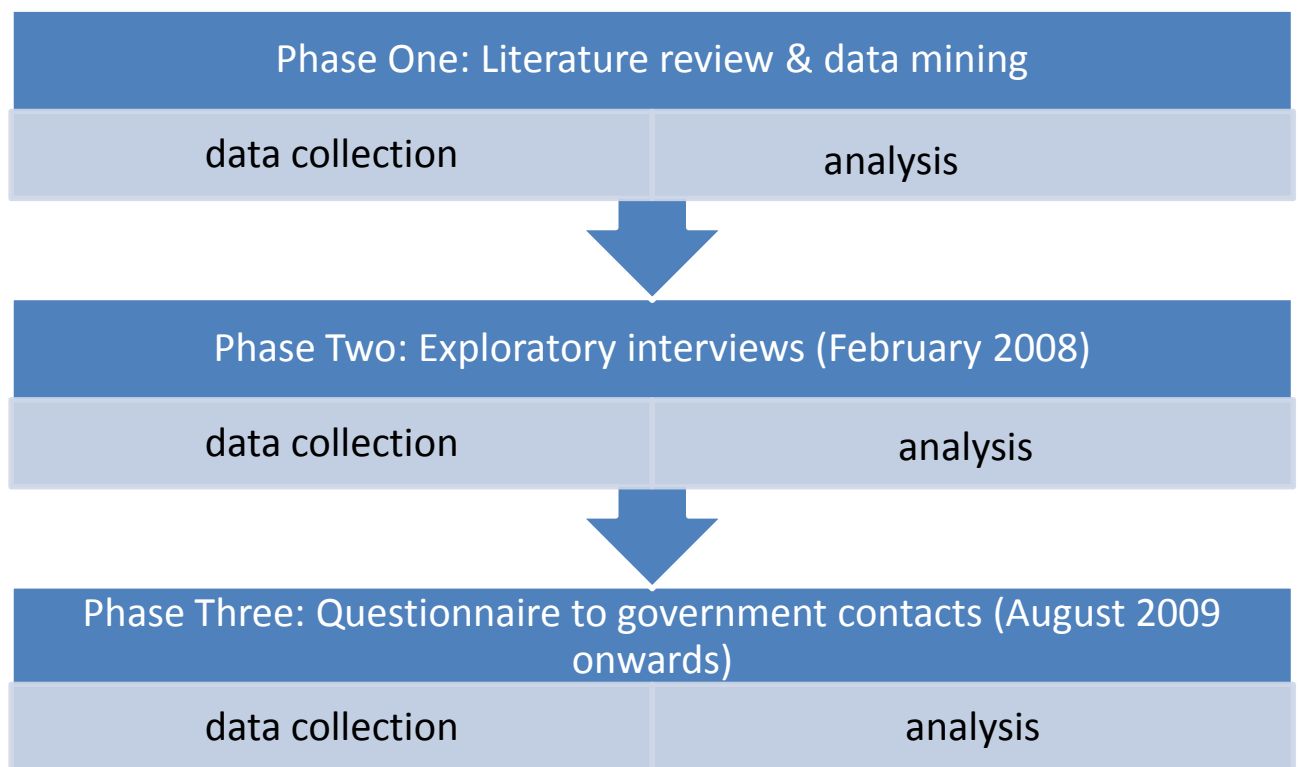 Phase One: Literature review & data mining
data collection
analysis
Phase Two: Exploratory interviews (February 2008)
data collection
analysis
Phase Three: Questionnaire to government contacts (August 2009
onwards)
data collection
analysis